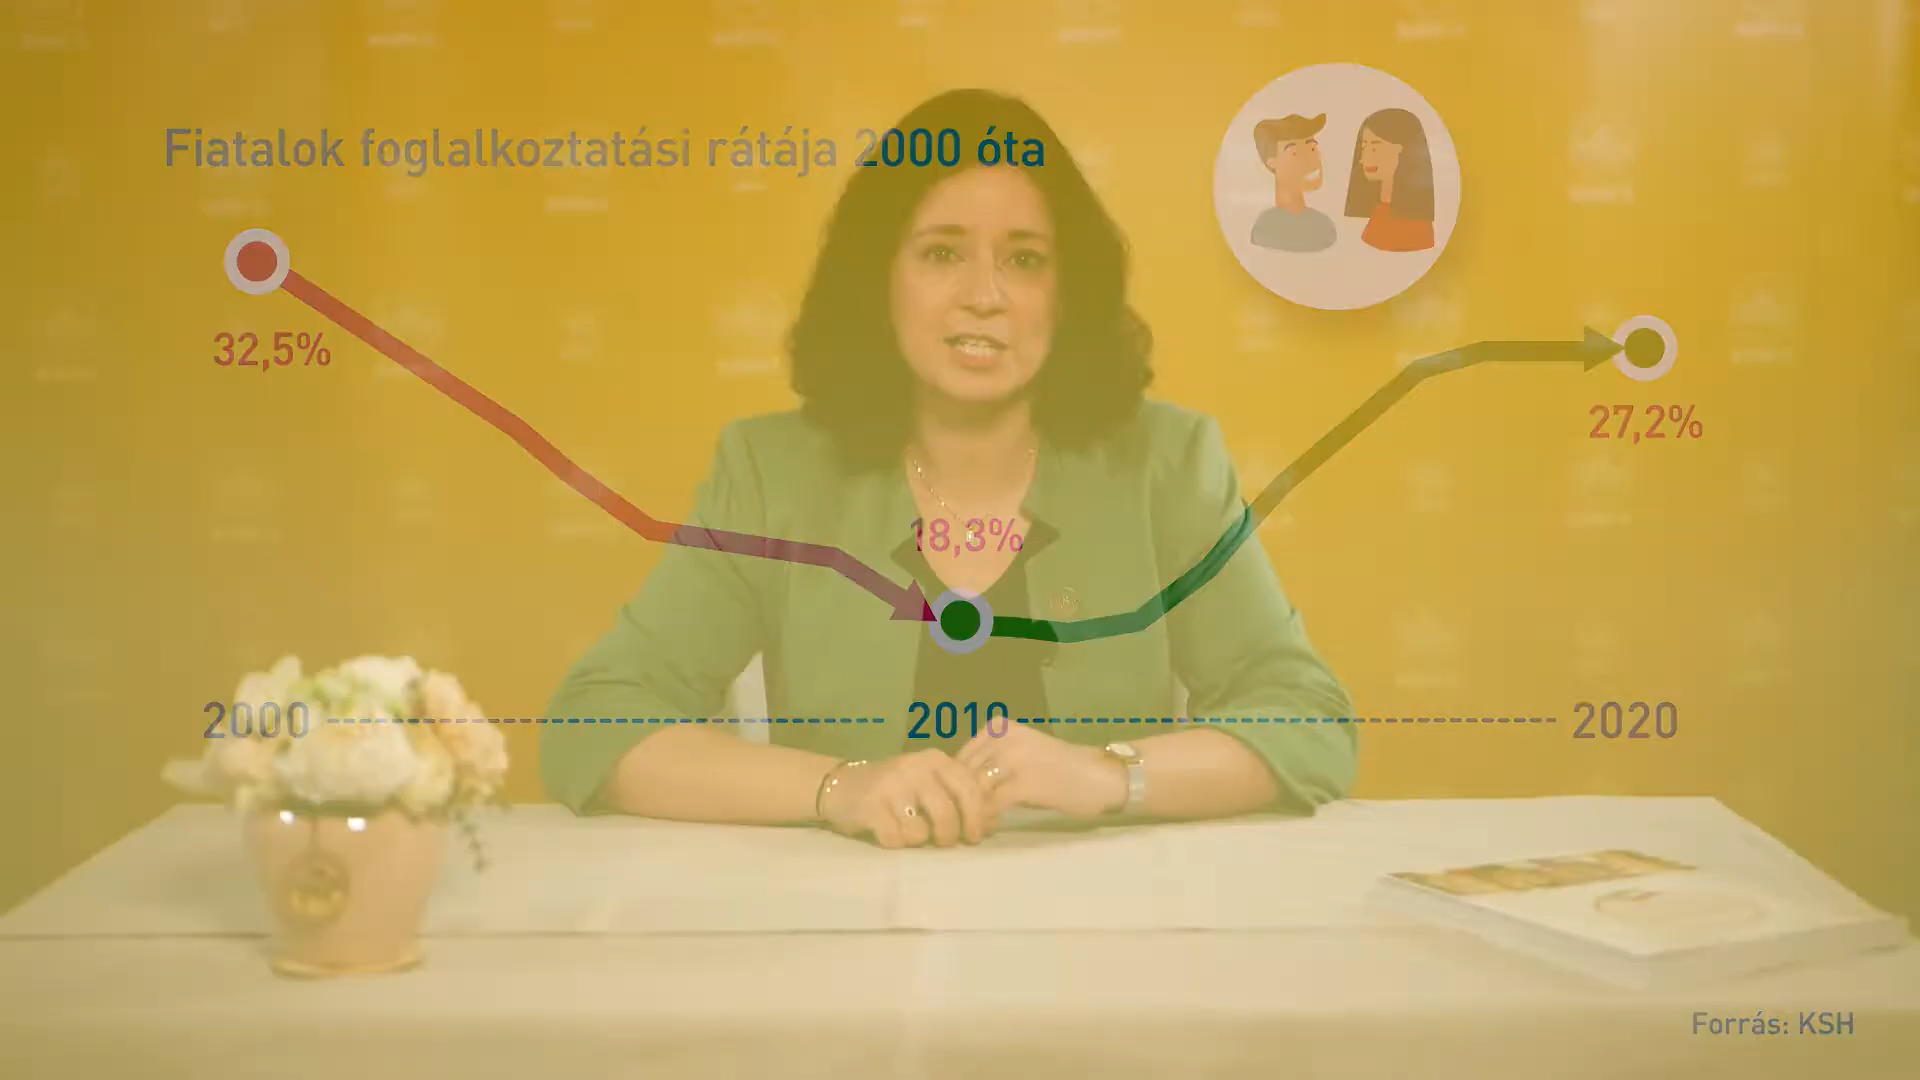 Fiatalok foglalkoztatási rátája 2000 óta
32,5%
27,2%
18,3%
2000 2010 2020
Forrás: KSH